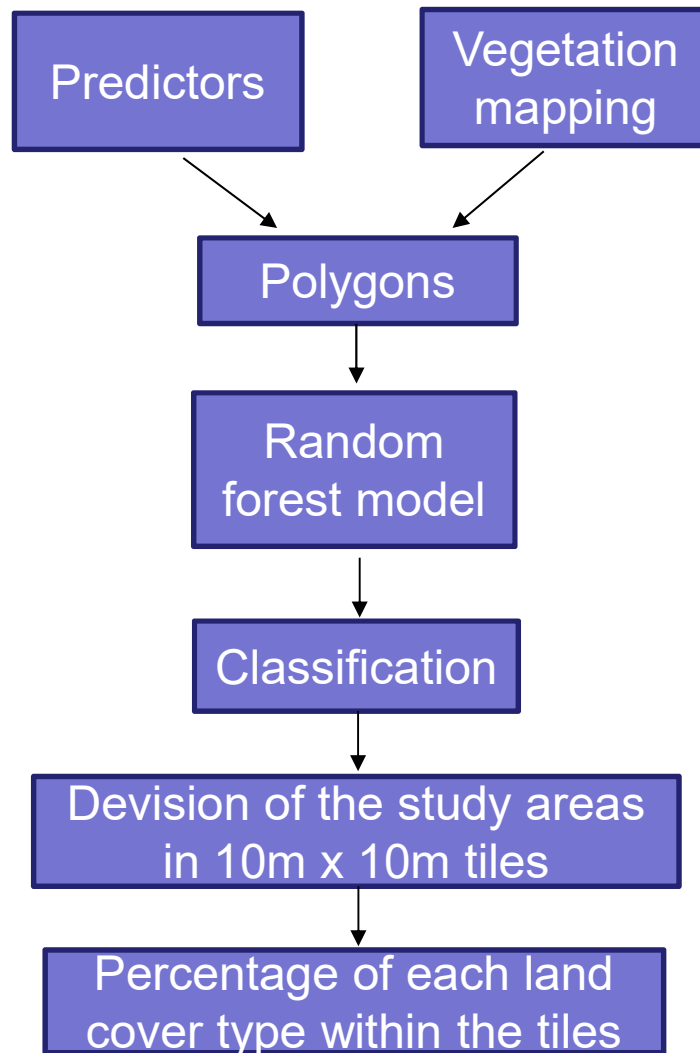 Predictors
Vegetation
mapping
Polygons
Random
forest model
Classification
Devision of the study areas
in 10m x 10m tiles
Percentage of each land
cover type within the tiles